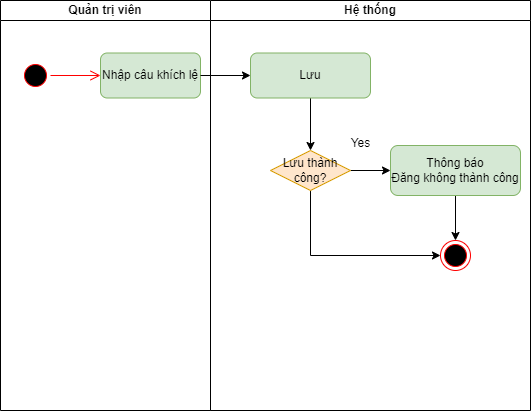 Quản trị viên
Hệ thống
Nhập câu khích lệ
Lưu
Yes
Lưu thành
công?
Thông báo
Đăng không thành công